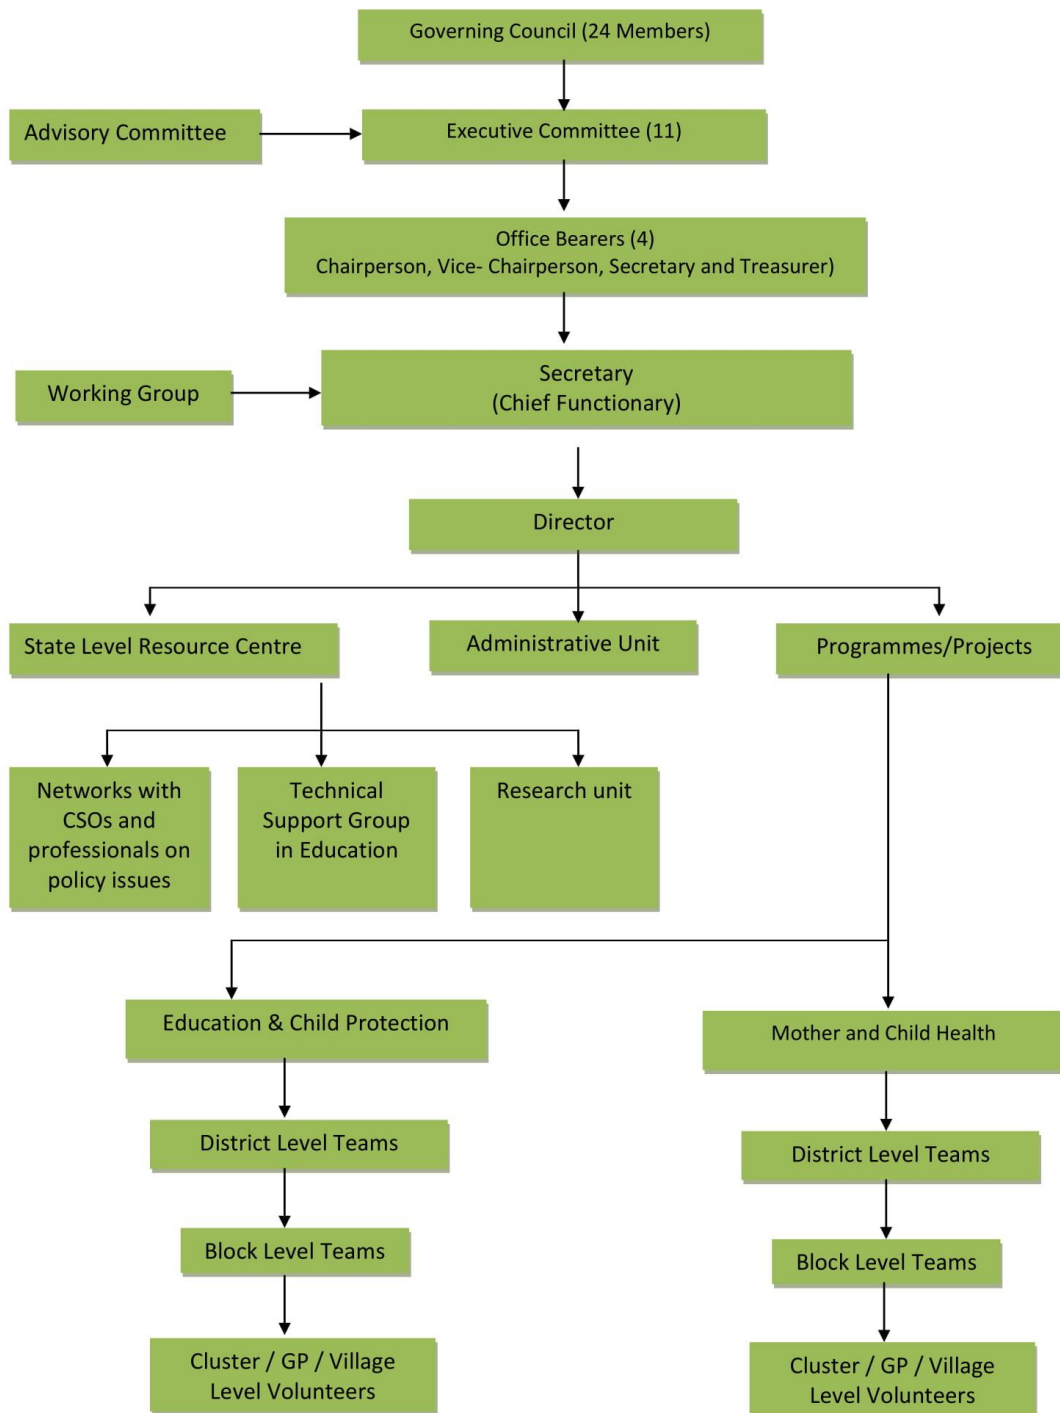 Governing Council (24 Members)
Advisory Committee
Executive Committee (11)
Office Bearers (4)
Chairperson, Vice- Chairperson, Secretary and Treasurer)
Working Group
Secretary
(Chief Functionary)
Director
State Level Resource Centre
Administrative Unit
Programmes/Projects
Networks with
CSOs and
professionals on
policy issues
Technical
Support Group
in Education
Research unit
Education & Child Protection
Mother and Child Health
District Level Teams
District Level Teams
Block Level Teams
Block Level Teams
Cluster / GP / Village
Level Volunteers
Cluster / GP / Village
Level Volunteers